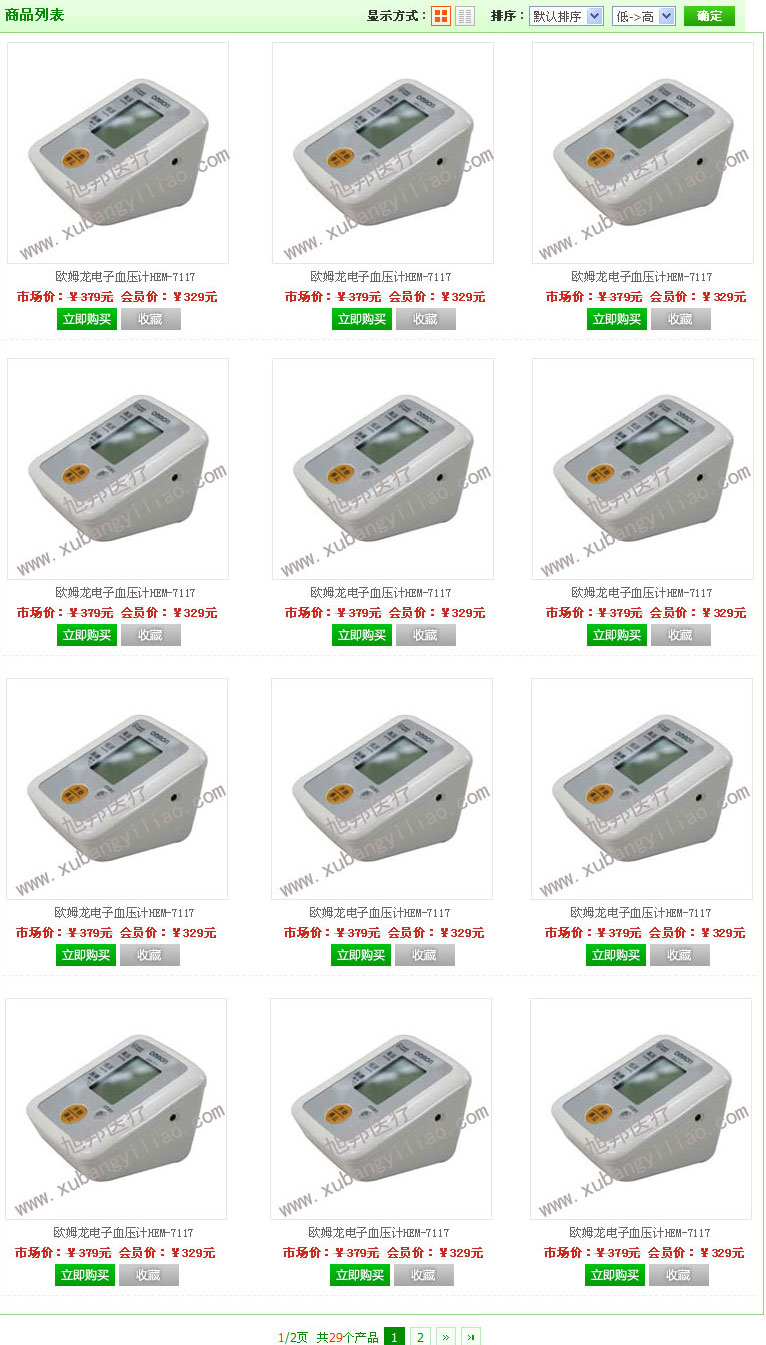 商品列表 显示方式： 排序： 默认排序 低->高 确定
omron omron omron
旭邦医疗 旭邦医疗 旭邦医疗
www.xubangyiliao.com www.xubangyiliao.com www.xubangyiliao.com
欧姆龙电子血压计HEM-7117 欧姆龙电子血压计HEM-7117 欧姆龙电子血压计HEM-7117
市场价：￥379元 会员价：￥329元 市场价：￥379元 会员价：￥329元 市场价：￥379元 会员价：￥329元
立即购买 收藏 立即购买 收藏 立即购买 收藏
omron omron omron
旭邦医疗 旭邦医疗 旭邦医疗
www.xubangyiliao.com www.xubangyiliao.com www.xubangyiliao.com
欧姆龙电子血压计HEM-7117 欧姆龙电子血压计HEM-7117 欧姆龙电子血压计HEM-7117
市场价：￥379元 会员价：￥329元 市场价：￥379元 会员价：￥329元 市场价：￥379元 会员价：￥329元
立即购买 收藏 立即购买 收藏 立即购买 收藏
omron omron omron
旭邦医疗 旭邦医疗 旭邦医疗
www.xubangyiliao.com www.xubangyiliao.com www.xubangyiliao.com
欧姆龙电子血压计HEM-7117 欧姆龙电子血压计HEM-7117 欧姆龙电子血压计HEM-7117
市场价：￥379元 会员价：￥329元 市场价：￥379元 会员价：￥329元 市场价：￥379元 会员价：￥329元
立即购买 收藏 立即购买 收藏 立即购买 收藏
omron omron omron
旭邦医疗 旭邦医疗 旭邦医疗
www.xubangyiliao.com www.xubangyiliao.com www.xubangyiliao.com
欧姆龙电子血压计HEM-7117 欧姆龙电子血压计HEM-7117 欧姆龙电子血压计HEM-7117
市场价：￥379元 会员价：￥329元 市场价：￥379元 会员价：￥329元 市场价：￥379元 会员价：￥329元
立即购买 收藏 立即购买 收藏 立即购买 收藏
1/2页 共29个产品 1 2 »